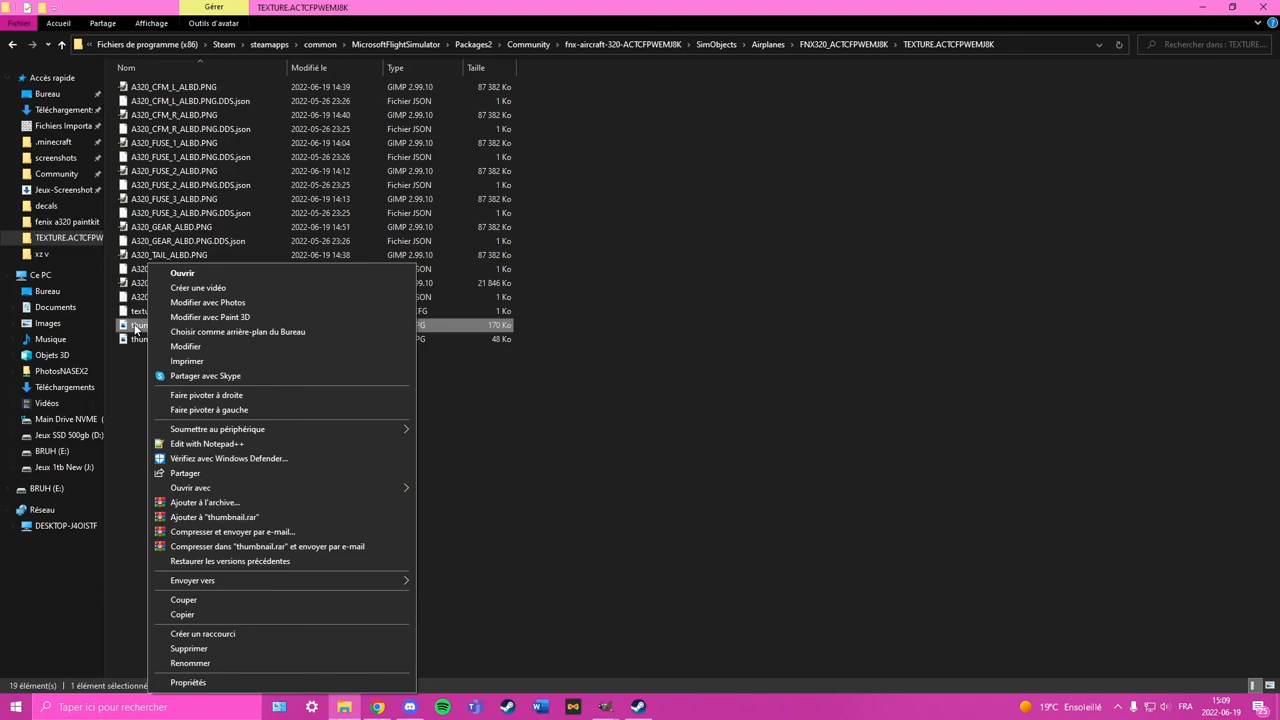 Gérer
TEXTURE.ACTCFPWEMJ8K
Fichier
Accueil
Partage
Affichage
Outils d'avatar
« Fichiers de programme (x86) > Steam > steamapps > common > MicrosoftFlightSimulator > Packages2 > Community > fnx-aircraft-320-ACTCFPWEMJ8K > SimObjects > Airplanes > FNX320_ACTCFPWEMJ8K > TEXTURE.ACTCFPWEMJ8K
Rechercher dans : TEXTURE....
Nom Modifié le Type Taille
Accès rapide
Bureau
Téléchargement:
Fichiers Importa
.minecraft
screenshots
Community
Jeux-Screenshot
decals
fenix a320 paintkit
TEXTURE.ACTCFPW
xz v
Ce PC
Bureau
Documents
Images
Musique
Objets 3D
PhotosNASEX2
Téléchargements
Vidéos
Main Drive NVME (
Jeux SSD 500gb (D:)
BRUH (E:)
Jeux 1tb New (J:)
BRUH (E:)
Réseau
DESKTOP-J4OISTF
A320_CFM_L_ALBD.PNG 2022-06-19 14:39 GIMP 2.99.10 87 382 Ko
A320_CFM_L_ALBD.PNG.DDS.json 2022-05-26 23:26 Fichier JSON 1 Ko
A320_CFM_R_ALBD.PNG 2022-06-19 14:40 GIMP 2.99.10 87 382 Ko
A320_CFM_R_ALBD.PNG.DDS.json 2022-05-26 23:26 Fichier JSON 1 Ko
A320_FUSE_1_ALBD.PNG 2022-06-19 14:04 GIMP 2.99.10 87 382 Ko
A320_FUSE_1_ALBD.PNG.DDS.json 2022-05-26 23:26 Fichier JSON 1 Ko
A320_FUSE_2_ALBD.PNG 2022-06-19 14:12 GIMP 2.99.10 87 382 Ko
A320_FUSE_2_ALBD.PNG.DDS.json 2022-05-26 23:25 Fichier JSON 1 Ko
A320_FUSE_3_ALBD.PNG 2022-06-19 14:13 GIMP 2.99.10 87 382 Ko
A320_FUSE_3_ALBD.PNG.DDS.json 2022-05-26 23:25 Fichier JSON 1 Ko
A320_GEAR_ALBD.PNG 2022-06-19 14:51 GIMP 2.99.10 87 382 Ko
A320_GEAR_ALBD.PNG.DDS.json 2022-05-26 23:26 Fichier JSON 1 Ko
A320_TAIL_ALBD.PNG 2022-06-19 14:38 GIMP 2.99.10 87 382 Ko
A320 1 Ko
A320 21 846 Ko
A320 1 Ko
textu CFG 1 Ko
thun PG 170 Ko
thun PG 48 Ko
Ouvrir
Créer une vidéo
Modifier avec Photos
Modifier avec Paint 3D
Choisir comme arrière-plan du Bureau
Modifier
Imprimer
Partager avec Skype
Faire pivoter à droite
Faire pivoter à gauche
Soumettre au périphérique
Edit with Notepad++
Vérifiez avec Windows Defender...
Partager
Ouvrir avec
Ajouter à l'archive...
Ajouter à "thumbnail.rar"
Compresser et envoyer par e-mail...
Compresser dans "thumbnail.rar" et envoyer par e-mail
Restaurer les versions précédentes
Envoyer vers
Couper
Copier
Créer un raccourci
Supprimer
Renommer
Propriétés
19 élément(s)
1 élément sélectionné
Taper ici pour rechercher
19°C Ensoleillé
FRA
15:09
2022-06-19
25